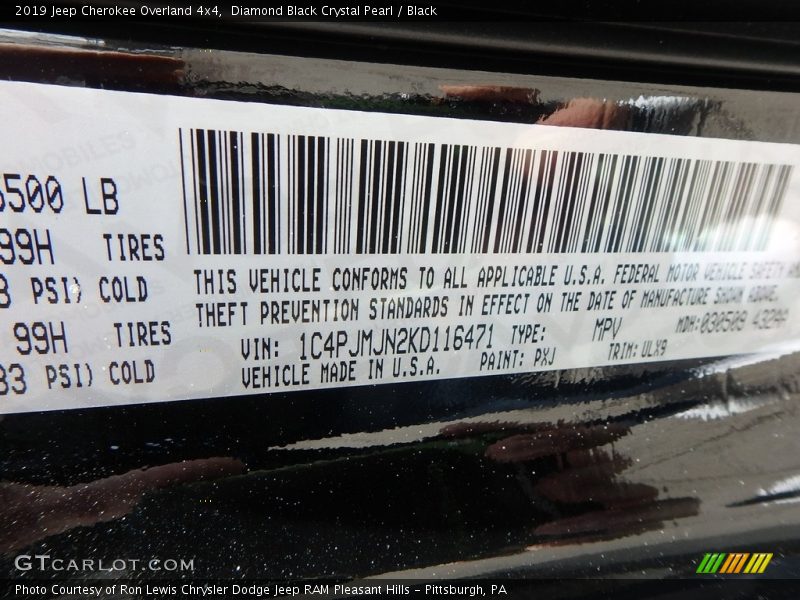 2019 Jeep Cherokee Overland 4x4, Diamond Black Crystal Pearl / Black
500 LB
99H TIRES
PSI) COLD
99H TIRES
PSI) COLD
THIS VEHICLE CONFORMS TO ALL APPLICABLE U.S.A. FEDERAL MOTOR VEHICLE SAFETY
THEFT PREVENTION STANDARDS IN EFFECT ON THE DATE OF MANUFACTURE SHOWN ABOVE.
VIN: 1C4PJMJN2KD116471 TYPE: MPV MDH:030509
VEHICLE MADE IN U.S.A. PAINT: PXJ TRIM: ULX9
GTCARLOT.COM
Photo Courtesy of Ron Lewis Chrysler Dodge Jeep RAM Pleasant Hills – Pittsburgh, PA